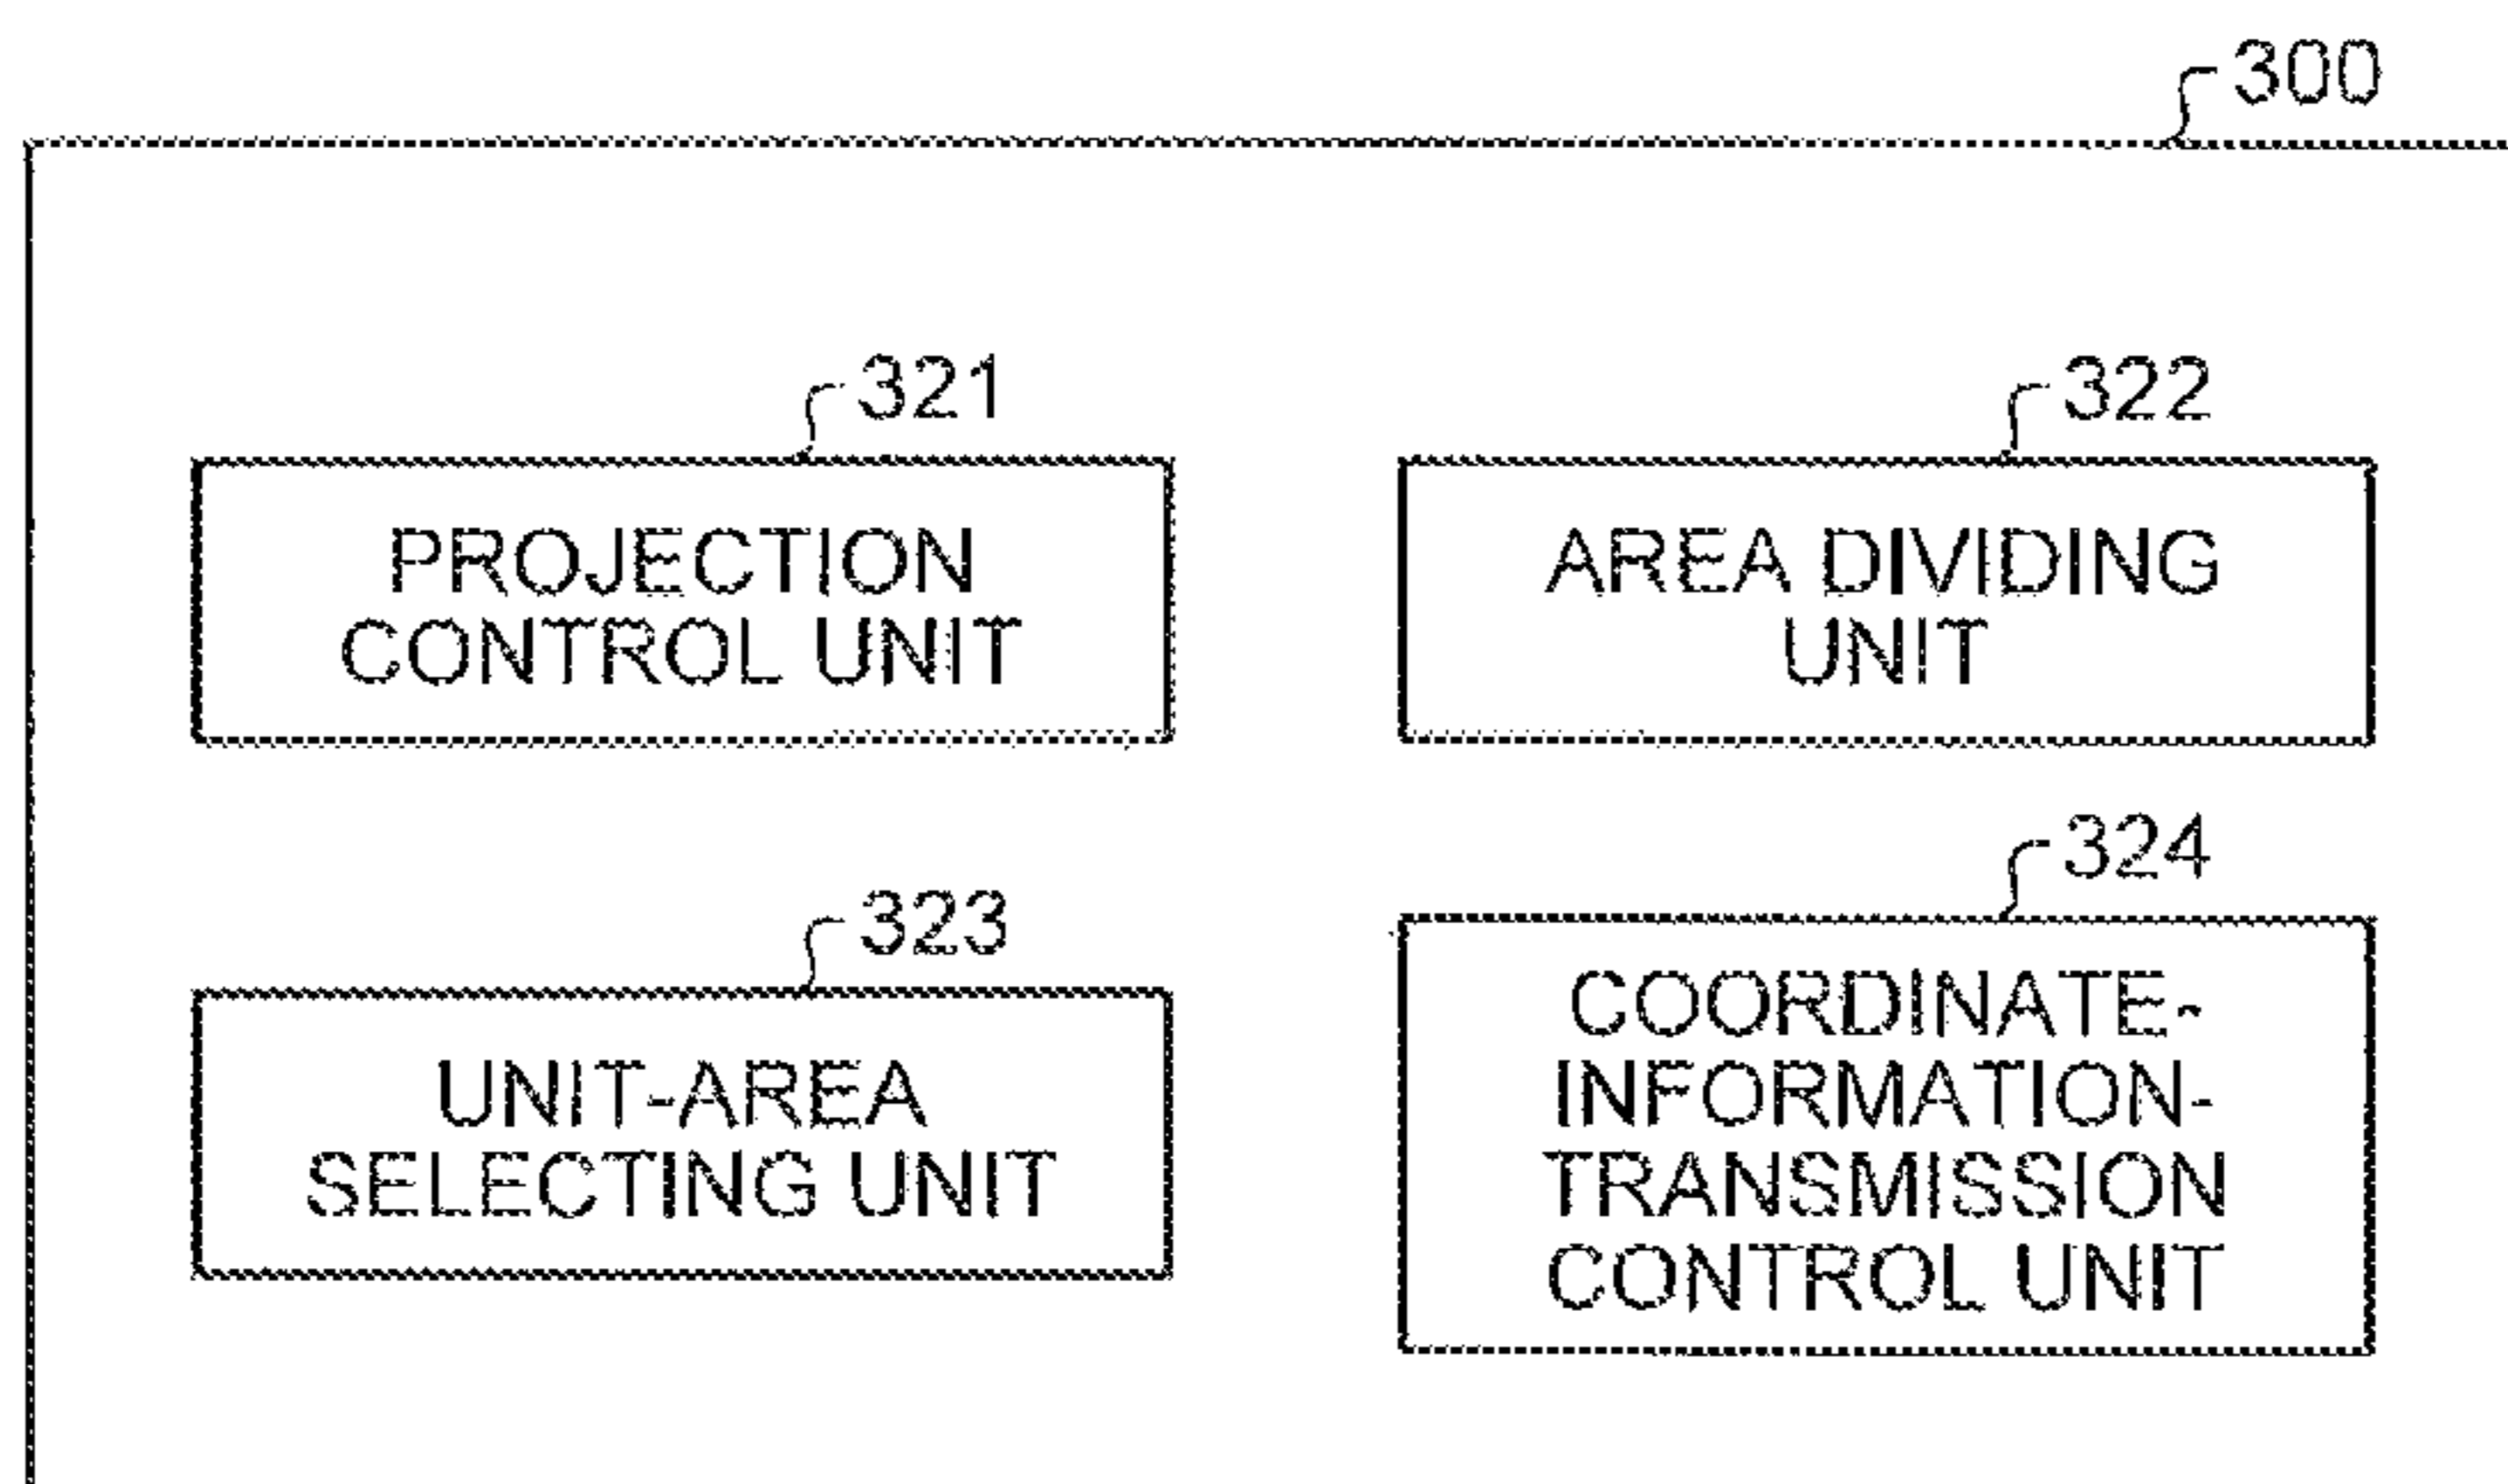 300
321
PROJECTION
CONTROL UNIT
322
AREA DIVIDING
UNIT
323
UNIT-AREA
SELECTING UNIT
324
COORDINATE-
INFORMATION-
TRANSMISSION
CONTROL UNIT